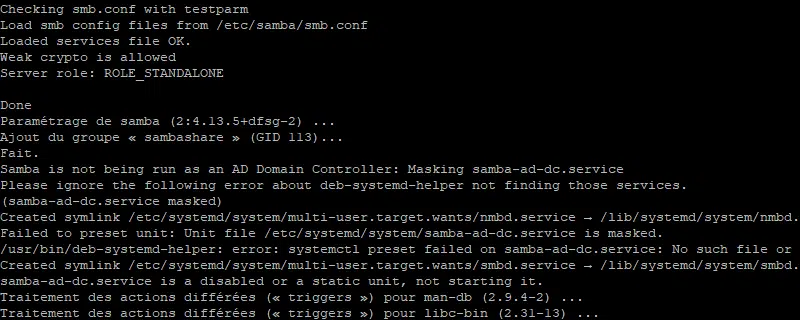 Checking smb.conf with testparm
Load smb config files from /etc/samba/smb.conf
Loaded services file OK.
Weak crypto is allowed
Server role: ROLE_STANDALONE
Done
Paramétrage de samba (2:4.13.5+dfsg-2) ...
Ajout du groupe « sambashare » (GID 113)...
Fait.
Samba is not being run as an AD Domain Controller: Masking samba-ad-dc.service
Please ignore the following error about deb-systemd-helper not finding those services.
(samba-ad-dc.service masked)
Created symlink /etc/systemd/system/multi-user.target.wants/nmbd.service → /lib/systemd/system/nmbd.
Failed to preset unit: Unit file /etc/systemd/system/samba-ad-dc.service is masked.
/usr/bin/deb-systemd-helper: error: systemctl preset failed on samba-ad-dc.service: No such file or
Created symlink /etc/systemd/system/multi-user.target.wants/smbd.service → /lib/systemd/system/smbd.
samba-ad-dc.service is a disabled or a static unit, not starting it.
Traitement des actions différées (« triggers ») pour man-db (2.9.4-2) ...
Traitement des actions différées (« triggers ») pour libc-bin (2.31-13) ...